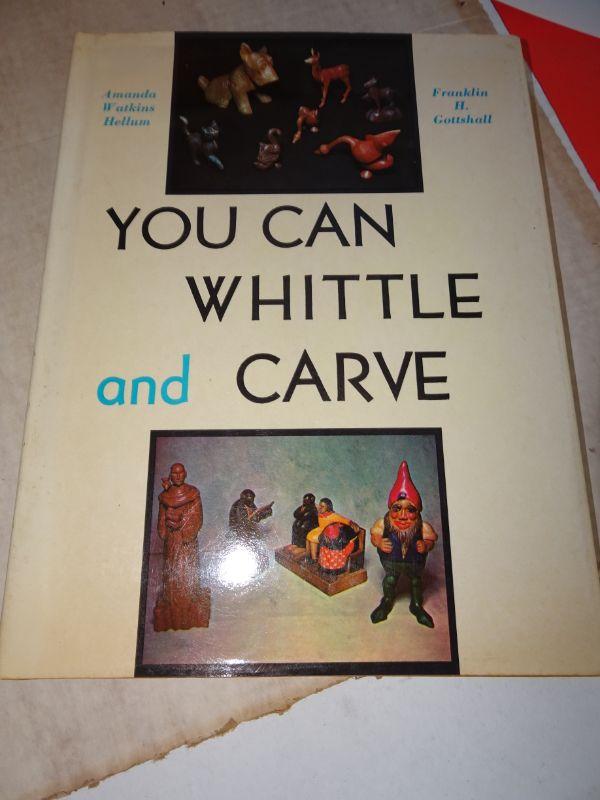 Amanda
Watkins
Hellum
Franklin
H.
Gottshall
YOU CAN
WHITTLE
and CARVE